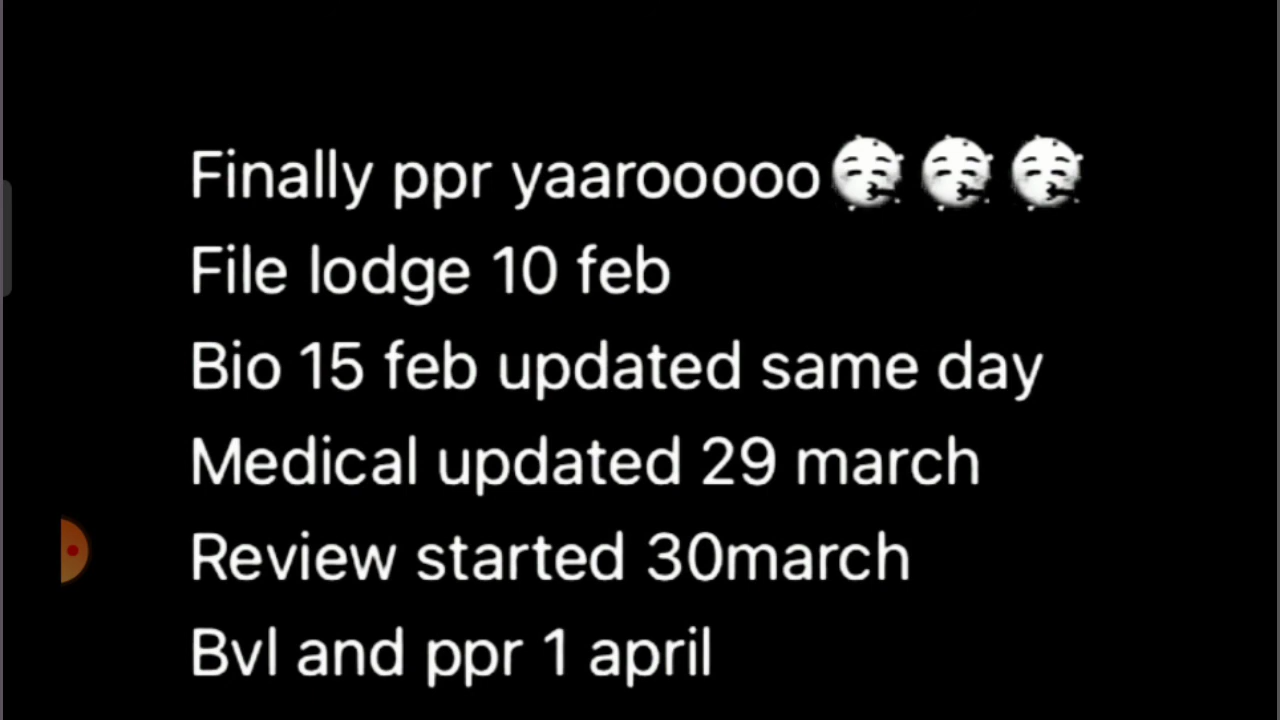 Finally ppr yaarooooo🥳🥳🥳
File lodge 10 feb
Bio 15 feb updated same day
Medical updated 29 march
Review started 30march
Bvl and ppr 1 april